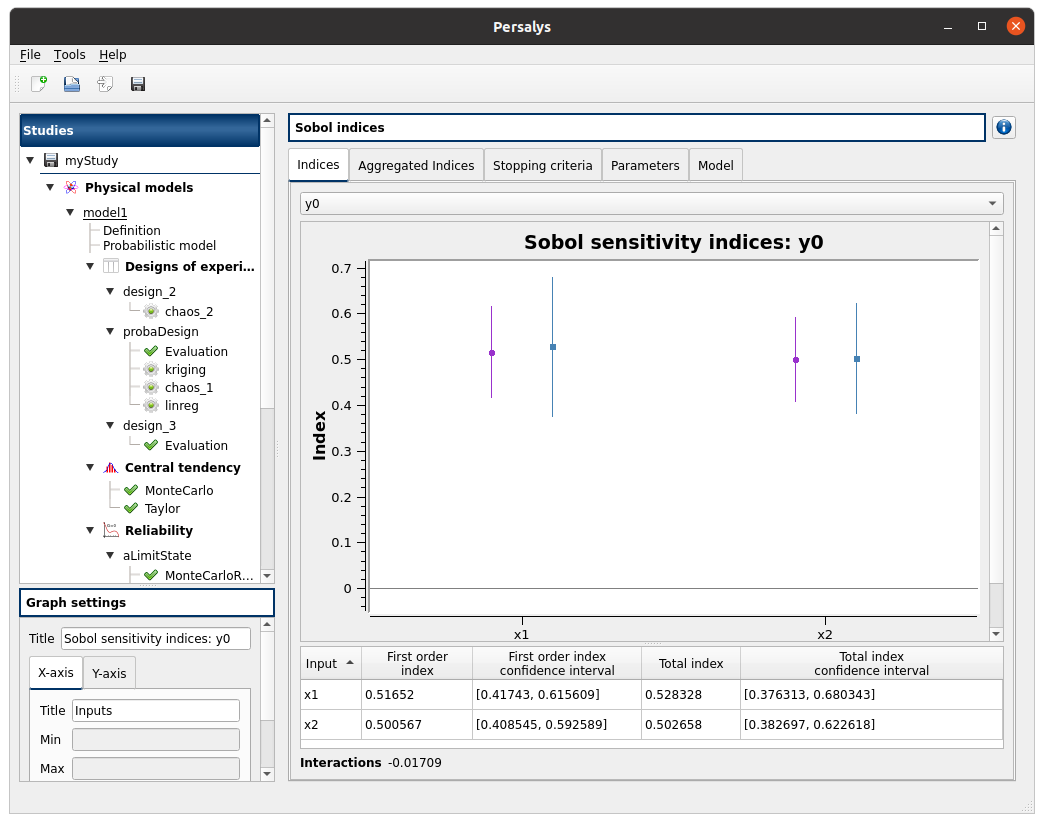 Persalys
File Tools Help
Studies
myStudy
Physical models
model1
Definition
Probabilistic model
Designs of experi...
design_2
chaos_2
probaDesign
Evaluation
kriging
chaos_1
linreg
design_3
Evaluation
Central tendency
MonteCarlo
Taylor
Reliability
aLimitState
MonteCarloR...
Graph settings
Title Sobol sensitivity indices: y0
X-axis Y-axis
Title Inputs
Min
Max
Sobol indices
Indices Aggregated Indices Stopping criteria Parameters Model
y0
Sobol sensitivity indices: y0
Index
0.7
0.6
0.5
0.4
0.3
0.2
0.1
0
x1 x2
Input First order index First order index confidence interval Total index Total index confidence interval
x1 0.51652 [0.41743, 0.615609] 0.528328 [0.376313, 0.680343]
x2 0.500567 [0.408545, 0.592589] 0.502658 [0.382697, 0.622618]
Interactions -0.01709